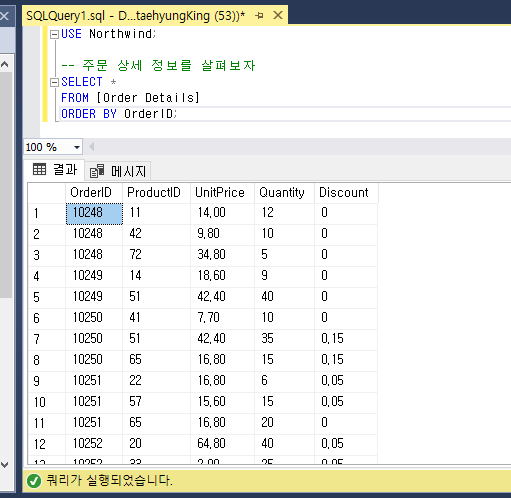 SQLQuery1.sql - D...taehyungKing (53))*
USE Northwind;
-- 주문 상세 정보를 살펴보자
SELECT *
FROM [Order Details]
ORDER BY OrderID;
100 %
결과 메시지
OrderID ProductID UnitPrice Quantity Discount
1 10248 11 14,00 12 0
2 10248 42 9,80 10 0
3 10248 72 34,80 5 0
4 10249 14 18,60 9 0
5 10249 51 42,40 40 0
6 10250 41 7,70 10 0
7 10250 51 42,40 35 0,15
8 10250 65 16,80 15 0,15
9 10251 22 16,80 6 0,05
10 10251 57 15,60 15 0,05
11 10251 65 16,80 20 0
12 10252 20 64,80 40 0,05
쿼리가 실행되었습니다.